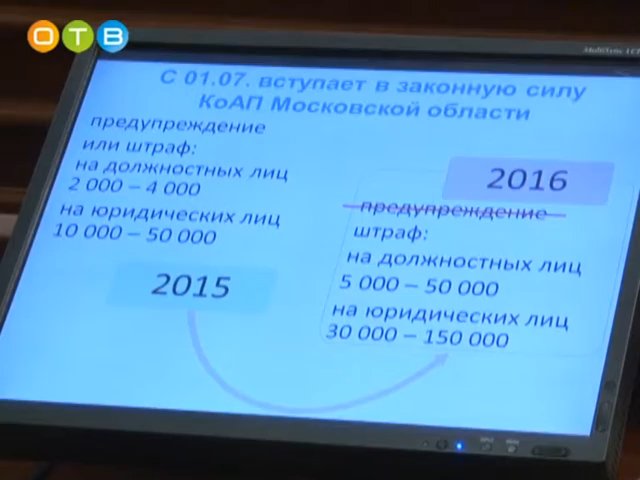 ОТВ
MultiSync LCD
С 01.07. вступает в законную силу
КоАП Московской области
предупреждение
или штраф:
на должностных лиц
2 000 – 4 000
на юридических лиц
10 000 – 50 000
2015
2016
предупреждение
штраф:
на должностных лиц
5 000 – 50 000
на юридических лиц
30 000 – 150 000